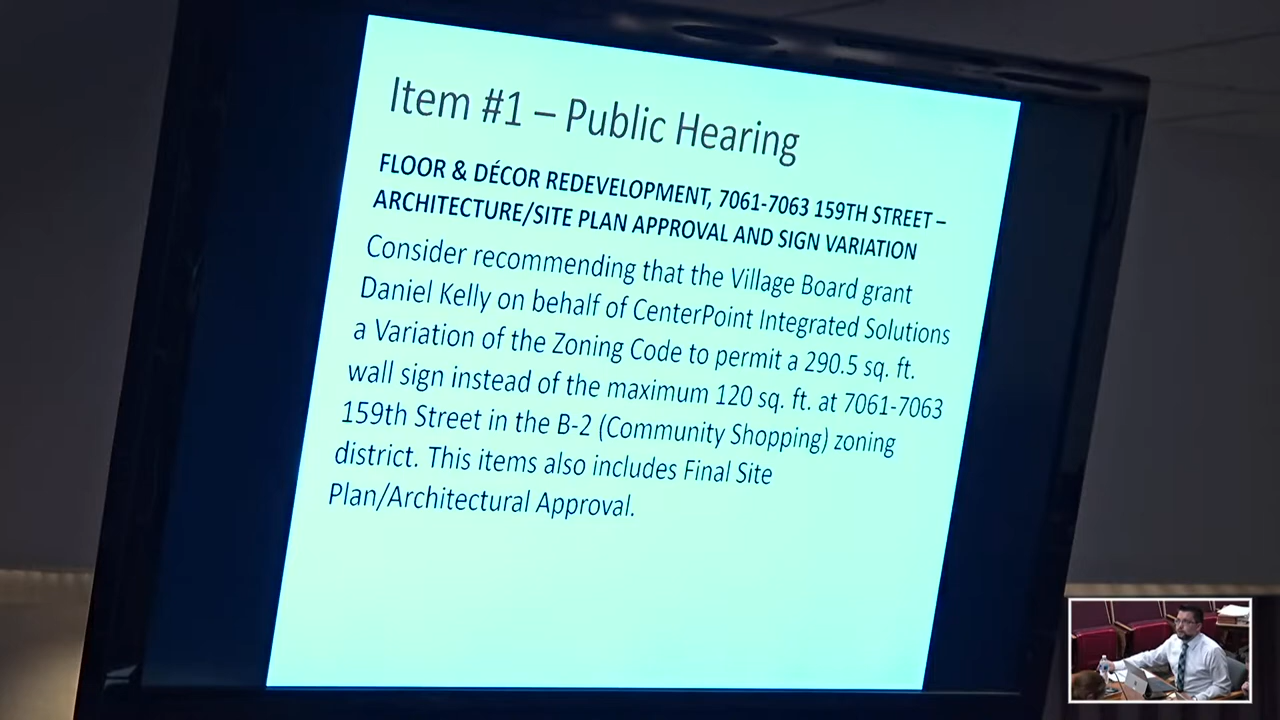 Item #1 – Public Hearing
FLOOR & DÉCOR REDEVELOPMENT, 7061-7063 159TH STREET –
ARCHITECTURE/SITE PLAN APPROVAL AND SIGN VARIATION
Consider recommending that the Village Board grant
Daniel Kelly on behalf of CenterPoint Integrated Solutions
a Variation of the Zoning Code to permit a 290.5 sq. ft.
wall sign instead of the maximum 120 sq. ft. at 7061-7063
159th Street in the B-2 (Community Shopping) zoning
district. This items also includes Final Site
Plan/Architectural Approval.